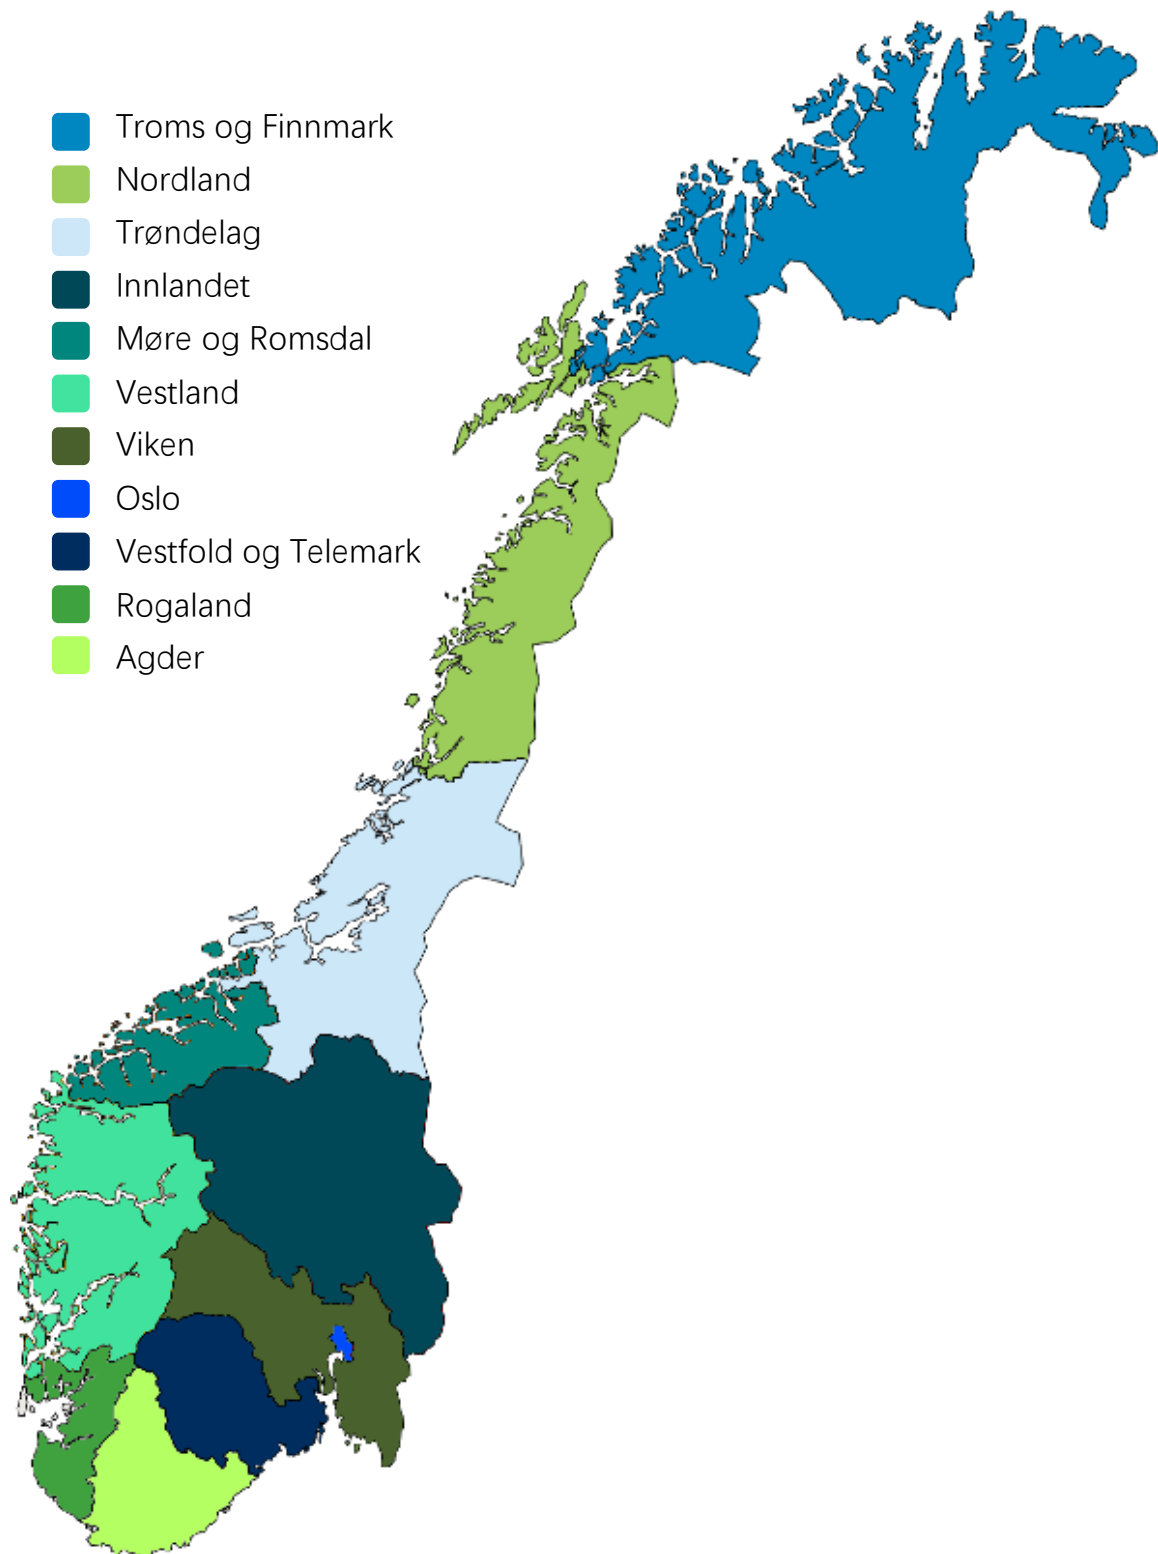 Troms og Finnmark
Nordland
Trøndelag
Innlandet
Møre og Romsdal
Vestland
Viken
Oslo
Vestfold og Telemark
Rogaland
Agder